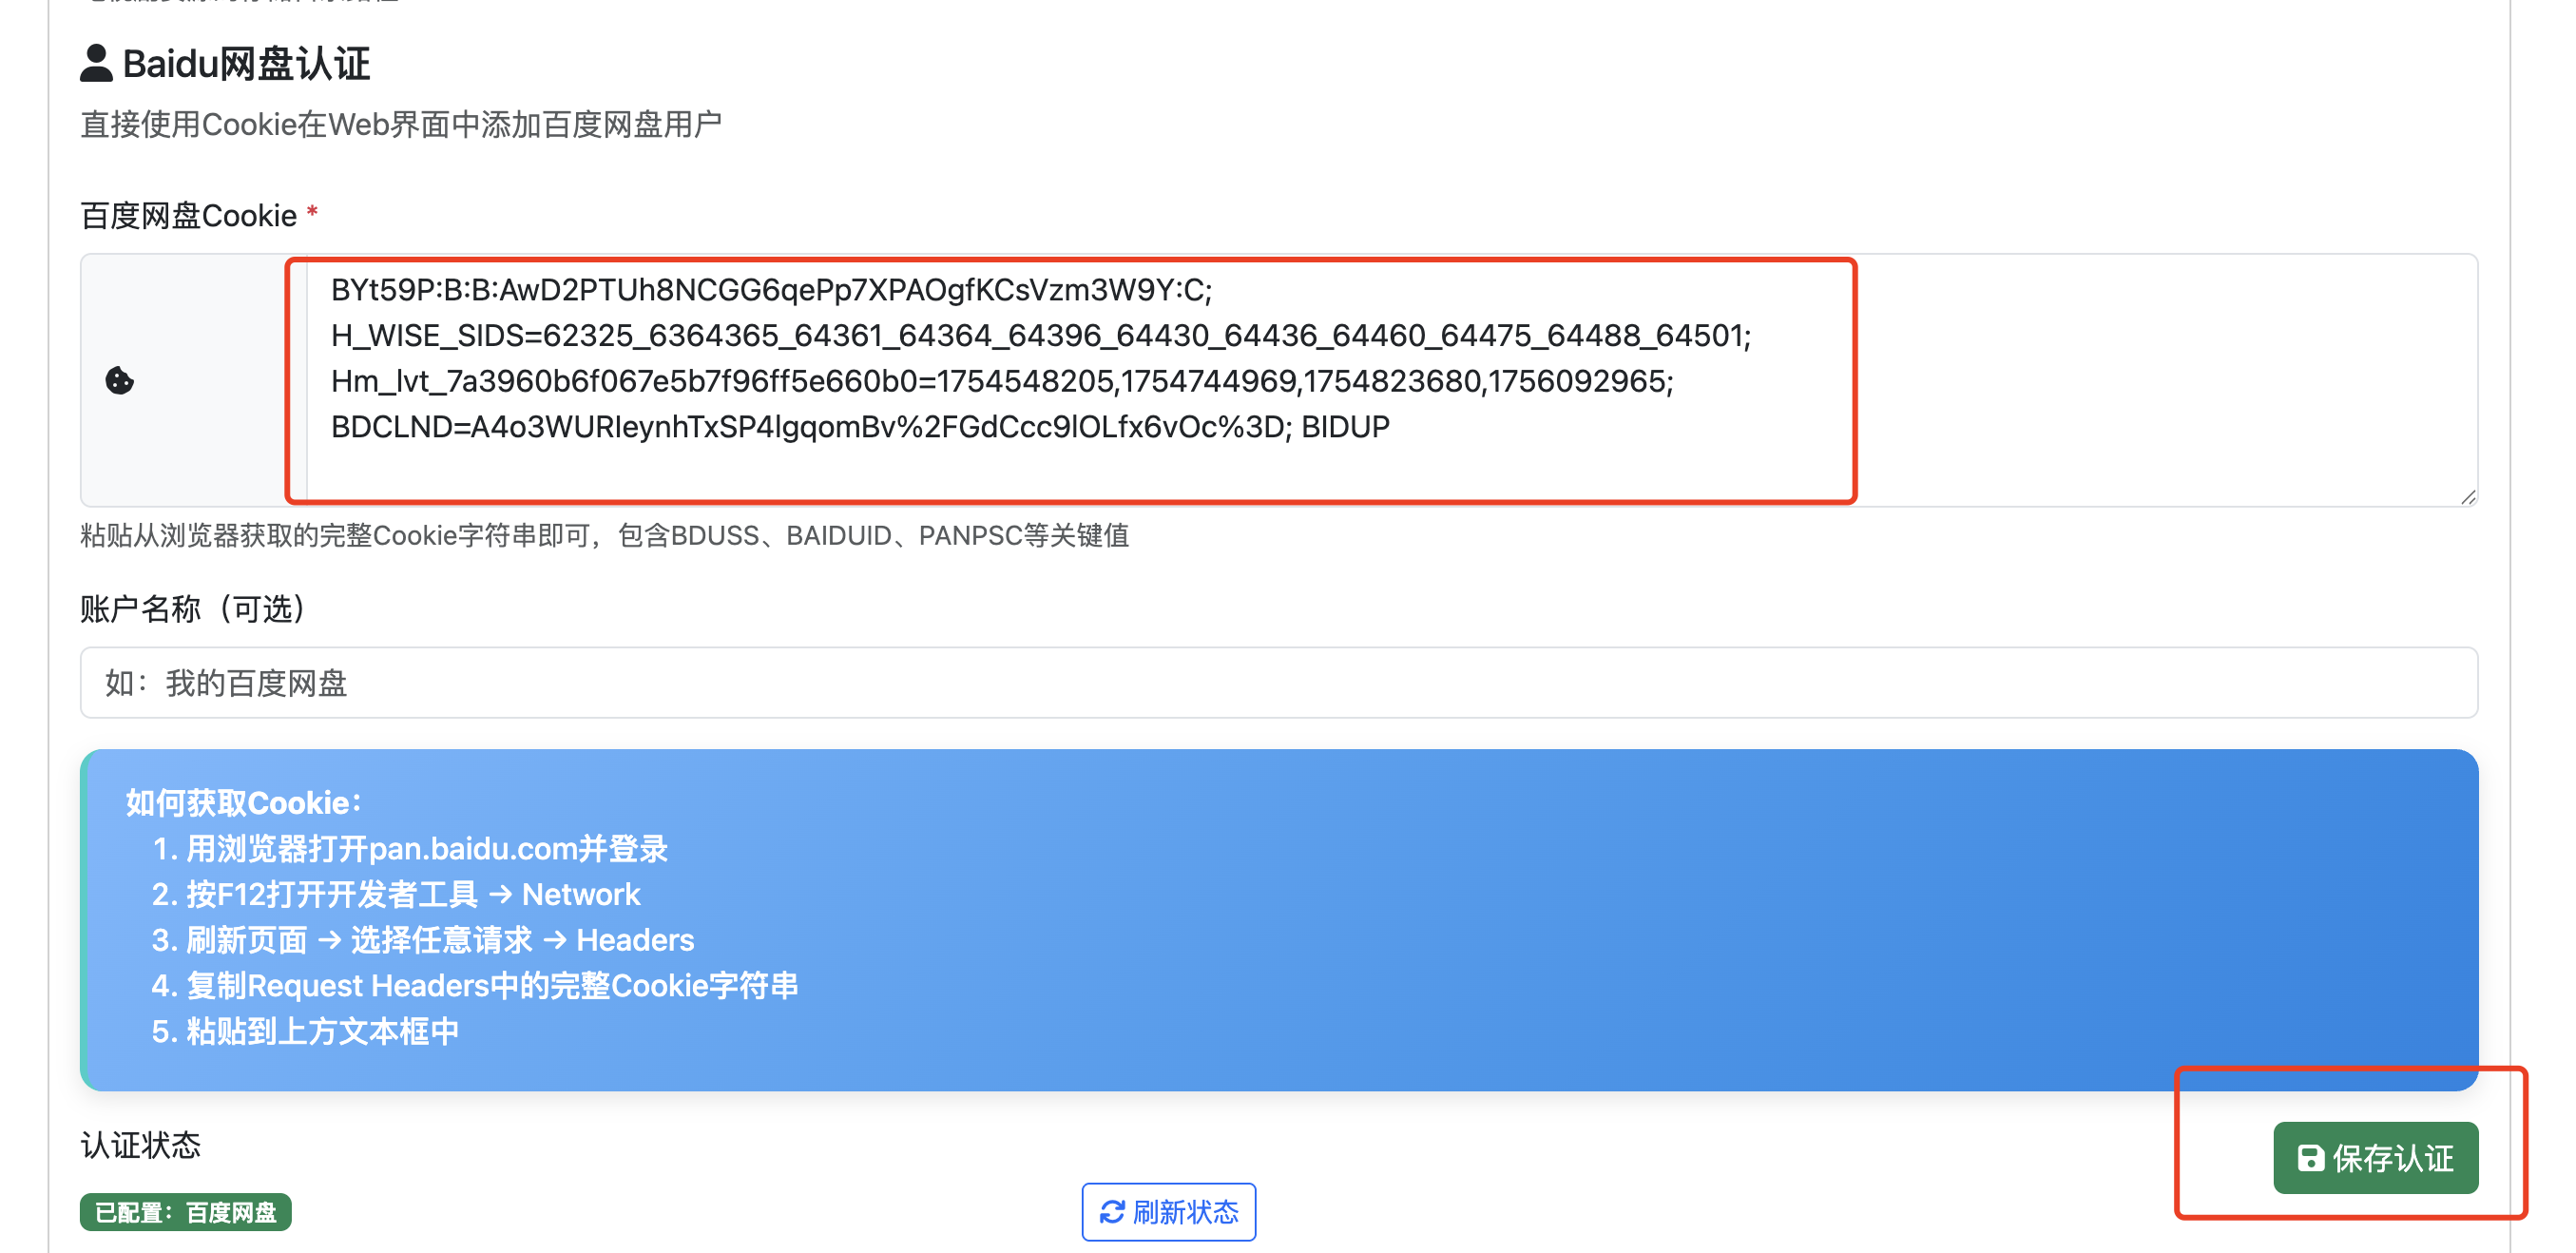 Baidu网盘认证
直接使用Cookie在Web界面中添加百度网盘用户
百度网盘Cookie *
BYt59P:B:B:AwD2PTUh8NCGG6qePp7XPAOgfKCsVzm3W9Y:C;
H_WISE_SIDS=62325_6364365_64361_64364_64396_64430_64436_64460_64475_64488_64501;
Hm_lvt_7a3960b6f067e5b7f96ff5e660b0=1754548205,1754744969,1754823680,1756092965;
BDCLND=A4o3WURIeynhTxSP4lgqomBv%2FGdCcc9lOLfx6vOc%3D; BIDUP
粘贴从浏览器获取的完整Cookie字符串即可，包含BDUSS、BAIDUID、PANPSC等关键值
账户名称（可选）
如：我的百度网盘
如何获取Cookie：
1. 用浏览器打开pan.baidu.com并登录
2. 按F12打开开发者工具 → Network
3. 刷新页面 → 选择任意请求 → Headers
4. 复制Request Headers中的完整Cookie字符串
5. 粘贴到上方文本框中
认证状态
保存认证
已配置：百度网盘
刷新状态